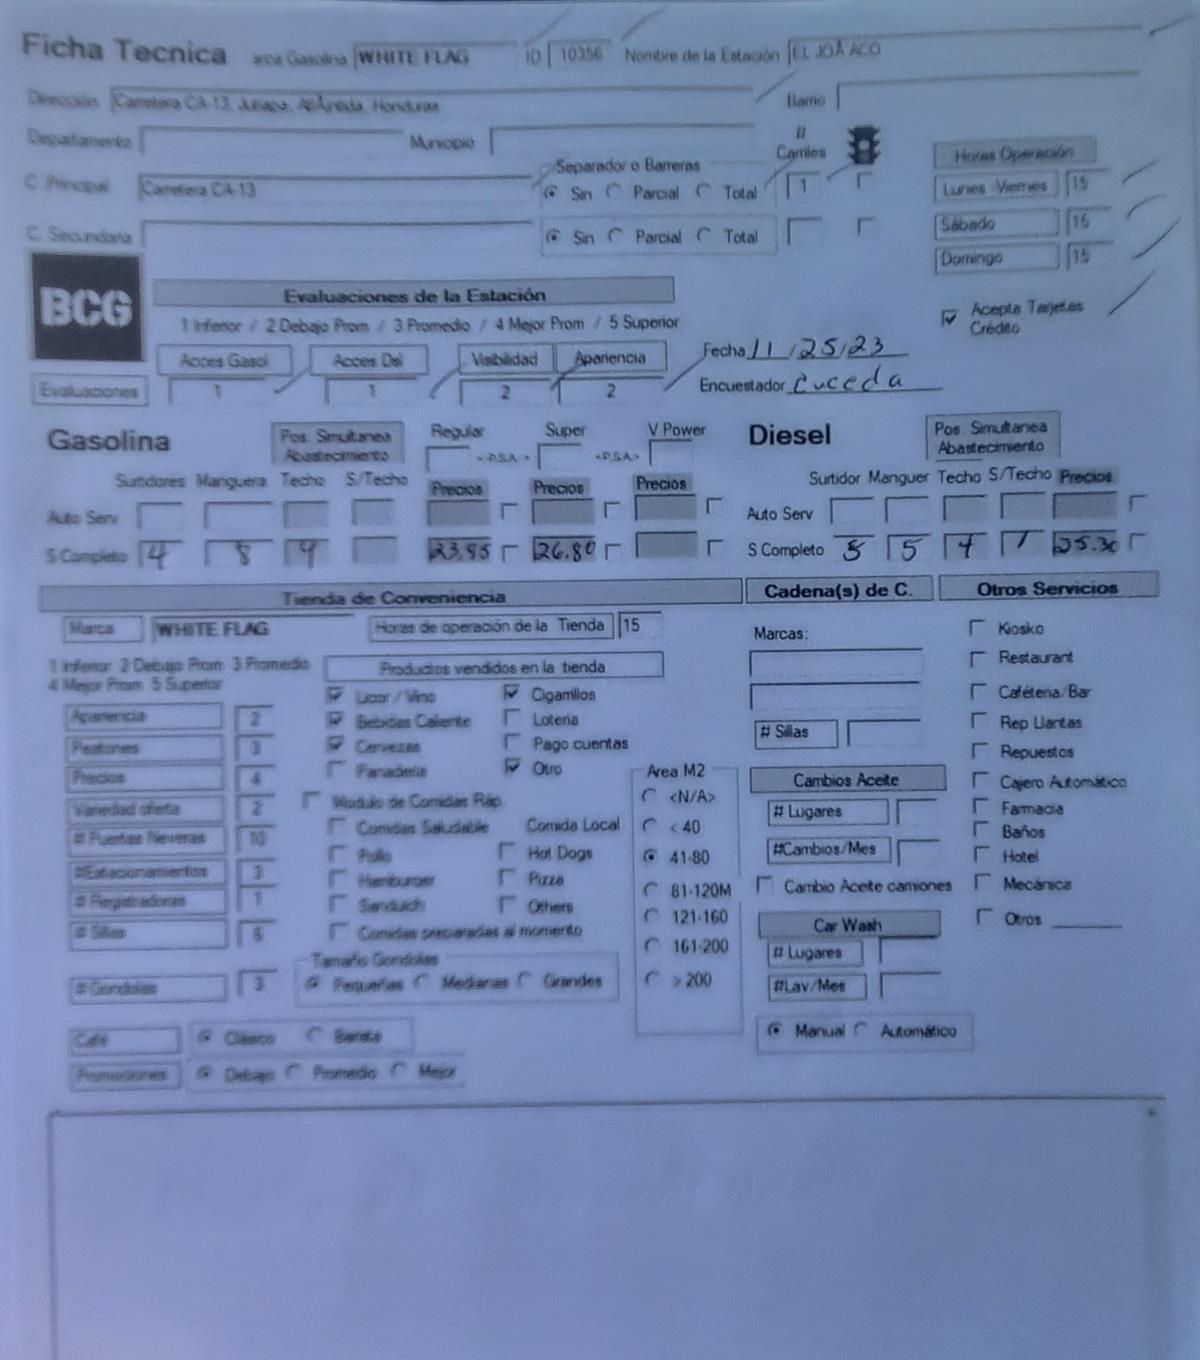 Ficha Tecnica arca Gasolina WHITE FLAG ID 10356 Nombre de la Estación EL JOÃ ACO
Dirección Carretera CA-13, Jutiapa, AtlÃ¡ntida, Honduras Barrio
Departamento Municipio # Carriles
Separador o Barreras Horas Operación
C. Principal Carretera CA-13 Sin Parcial Total 1 Lunes -Viernes 15
C. Secundaria Sin Parcial Total Sábado 15
Domingo 15
BCG Evaluaciones de la Estación
1 Inferior / 2 Debajo Prom / 3 Promedio / 4 Mejor Prom / 5 Superior
Acepta Tarjetas Crédito
Acces Gasol Acces Dsl Visibilidad Apariencia Fecha 11/25/23
Evaluaciones 1 1 2 2 Encuestador Euceda
Gasolina Pos. Simultanea Abastecimiento Regular Super V Power Diesel Pos. Simultanea Abastecimiento
<-P.S.A-> <P.S.A>
Surtidores Manguera Techo S/Techo Precios Precios Precios Surtidor Manguer Techo S/Techo Precios
Auto Serv Auto Serv
S Completo 4 8 4 23.95 26.80 S Completo 5 5 4 1 25.30
Tienda de Conveniencia Cadena(s) de C. Otros Servicios
Marca WHITE FLAG Horas de operación de la Tienda 15 Marcas: Kiosko
1 Inferior 2 Debajo Prom 3 Promedio Productos vendidos en la tienda Restaurant
4 Mejor Prom 5 Superior Licor / Vino Cigarrillos Cafétería/Bar
Apariencia 2 Bebidas Caliente Loteria Rep Llantas
Peatones 3 Cervezas Pago cuentas # Sillas Repuestos
Precios 4 Panaderia Otro Area M2 Cambios Aceite Cajero Automático
Variedad oferta 2 Modulo de Comidas Ráp. <N/A> # Lugares Farmacia
# Puertas Neveras 10 Comidas Saludable Comida Local < 40 Baños
#Estacionamientos 3 Pollo Hot Dogs 41-80 #Cambios/Mes Hotel
# Registradoras 1 Hamburger Pizza 81-120M Cambio Aceite camiones Mecánica
# Sillas 6 Sanduich Others 121-160 Car Wash Otros
Comidas preparadas al momento 161-200 # Lugares
Tamaño Gondolas
# Gondolas 3 Pequeñas Medianas Grandes > 200 #Lav/Mes
Café Clásico Barista Manual Automático
Promociones Debajo Promedio Mejor